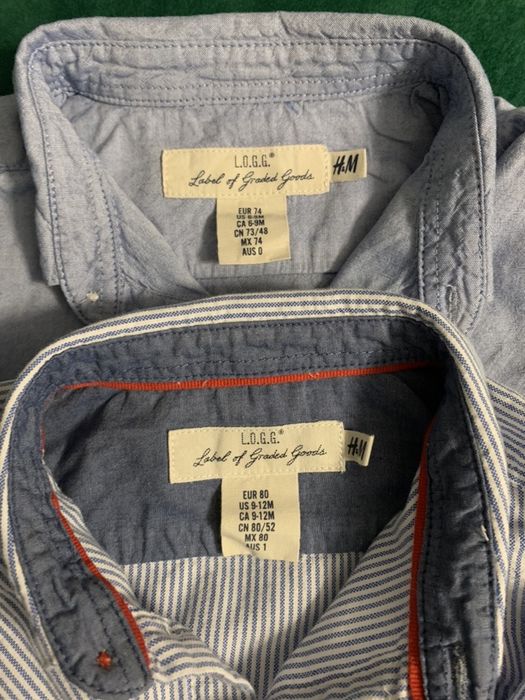 L.O.G.G.®
Label of Graded Goods
H&M
EUR 74
US 6-9M
CA 6-9M
CN 73/48
MX 74
AUS 0
L.O.G.G.®
Label of Graded Goods
H&M
EUR 80
US 9-12M
CA 9-12M
CN 80/52
MX 80
AUS 1